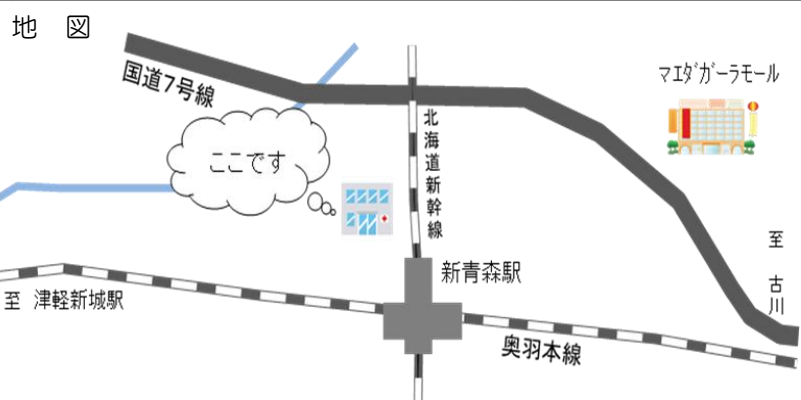 地　図
国道7号線
ﾏｴﾀﾞｶﾞｰﾗモール
ここです
北海道新幹線
至　古川
新青森駅
至　津軽新城駅
奥羽本線